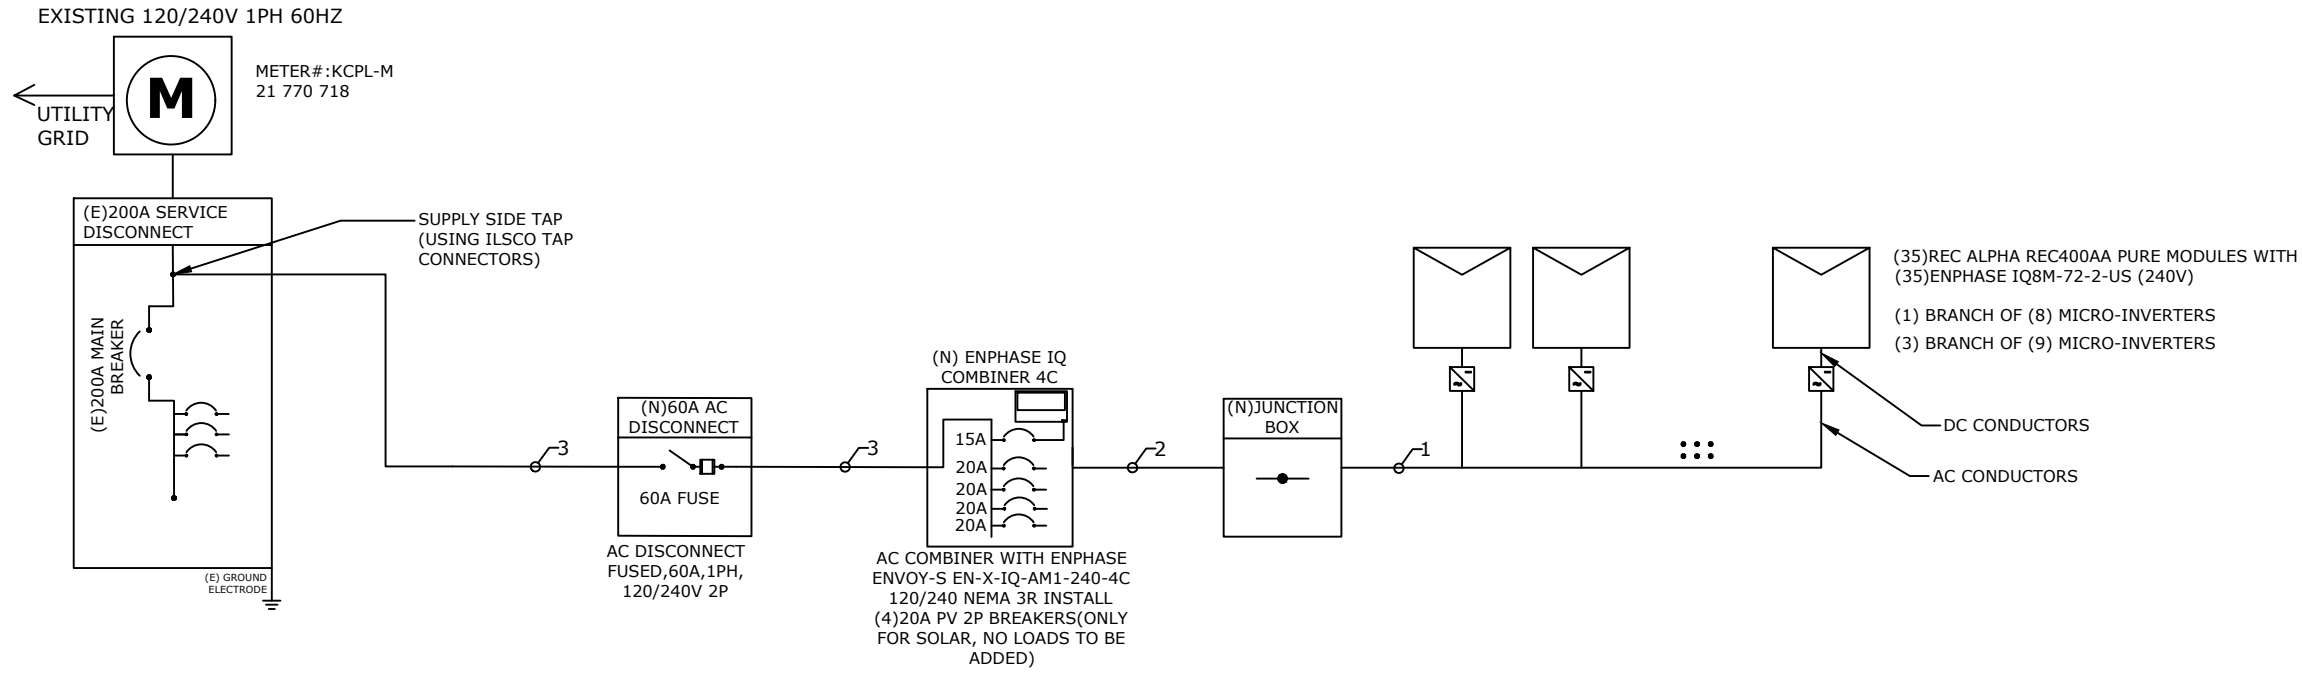 EXISTING 120/240V 1PH 60HZ
M
METER#:KCPL-M
21 770 718
UTILITY
GRID
(E)200A SERVICE
DISCONNECT
SUPPLY SIDE TAP
(USING ILSCO TAP
CONNECTORS)
(E)200A MAIN
BREAKER
(E) GROUND
ELECTRODE
3
(N)60A AC
DISCONNECT
60A FUSE
AC DISCONNECT
FUSED,60A,1PH,
120/240V 2P
3
(N) ENPHASE IQ
COMBINER 4C
15A
20A
20A
20A
20A
AC COMBINER WITH ENPHASE
ENVOY-S EN-X-IQ-AM1-240-4C
120/240 NEMA 3R INSTALL
(4)20A PV 2P BREAKERS(ONLY
FOR SOLAR, NO LOADS TO BE
ADDED)
2
(N)JUNCTION
BOX
1
(35)REC ALPHA REC400AA PURE MODULES WITH
(35)ENPHASE IQ8M-72-2-US (240V)
(1) BRANCH OF (8) MICRO-INVERTERS
(3) BRANCH OF (9) MICRO-INVERTERS
DC CONDUCTORS
AC CONDUCTORS